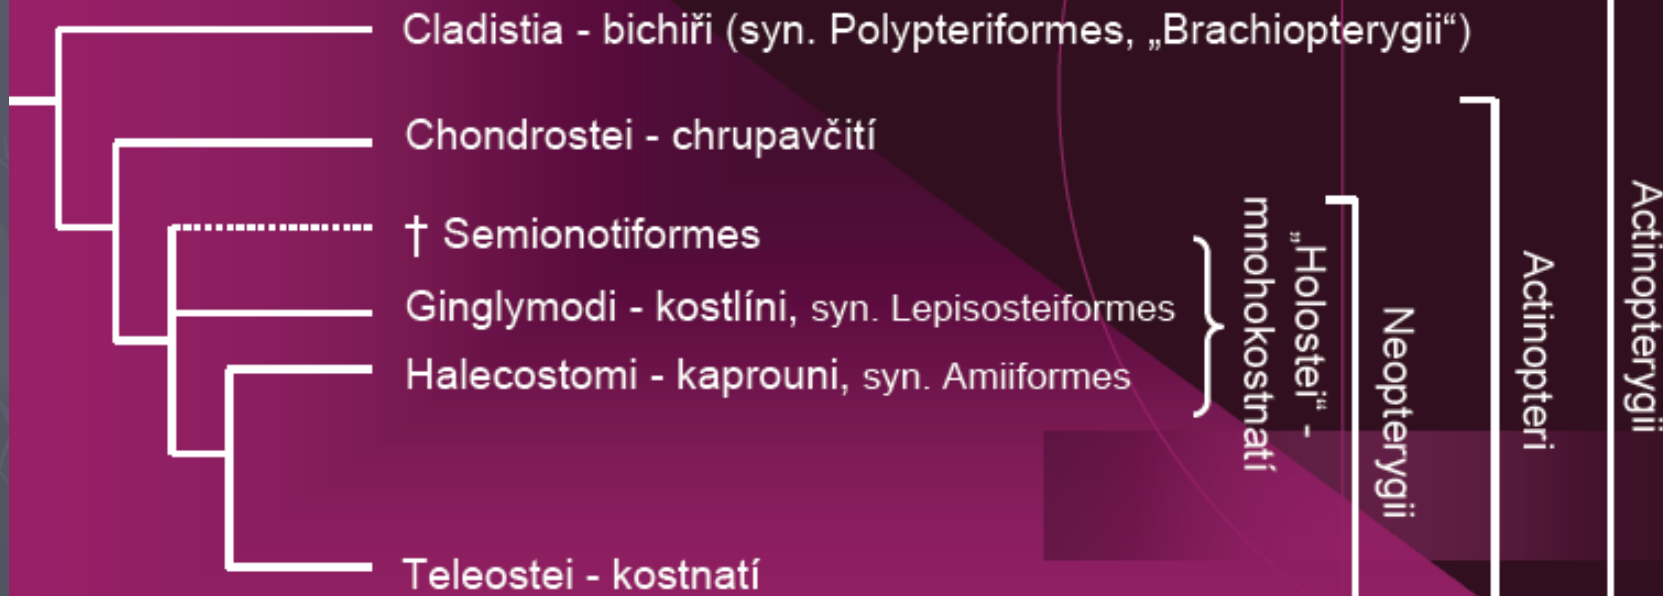 Cladistia - bichiři (syn. Polypteriformes, „Brachiopterygii“)
Chondrostei - chrupavčití
† Semionotiformes
Ginglymodi - kostlíni, syn. Lepisosteiformes
Halecostomi - kaprouni, syn. Amiiformes
Teleostei - kostnatí
„Holostei“ -
mnohokostnatí
Neopterygii
Actinopteri
Actinopterygii